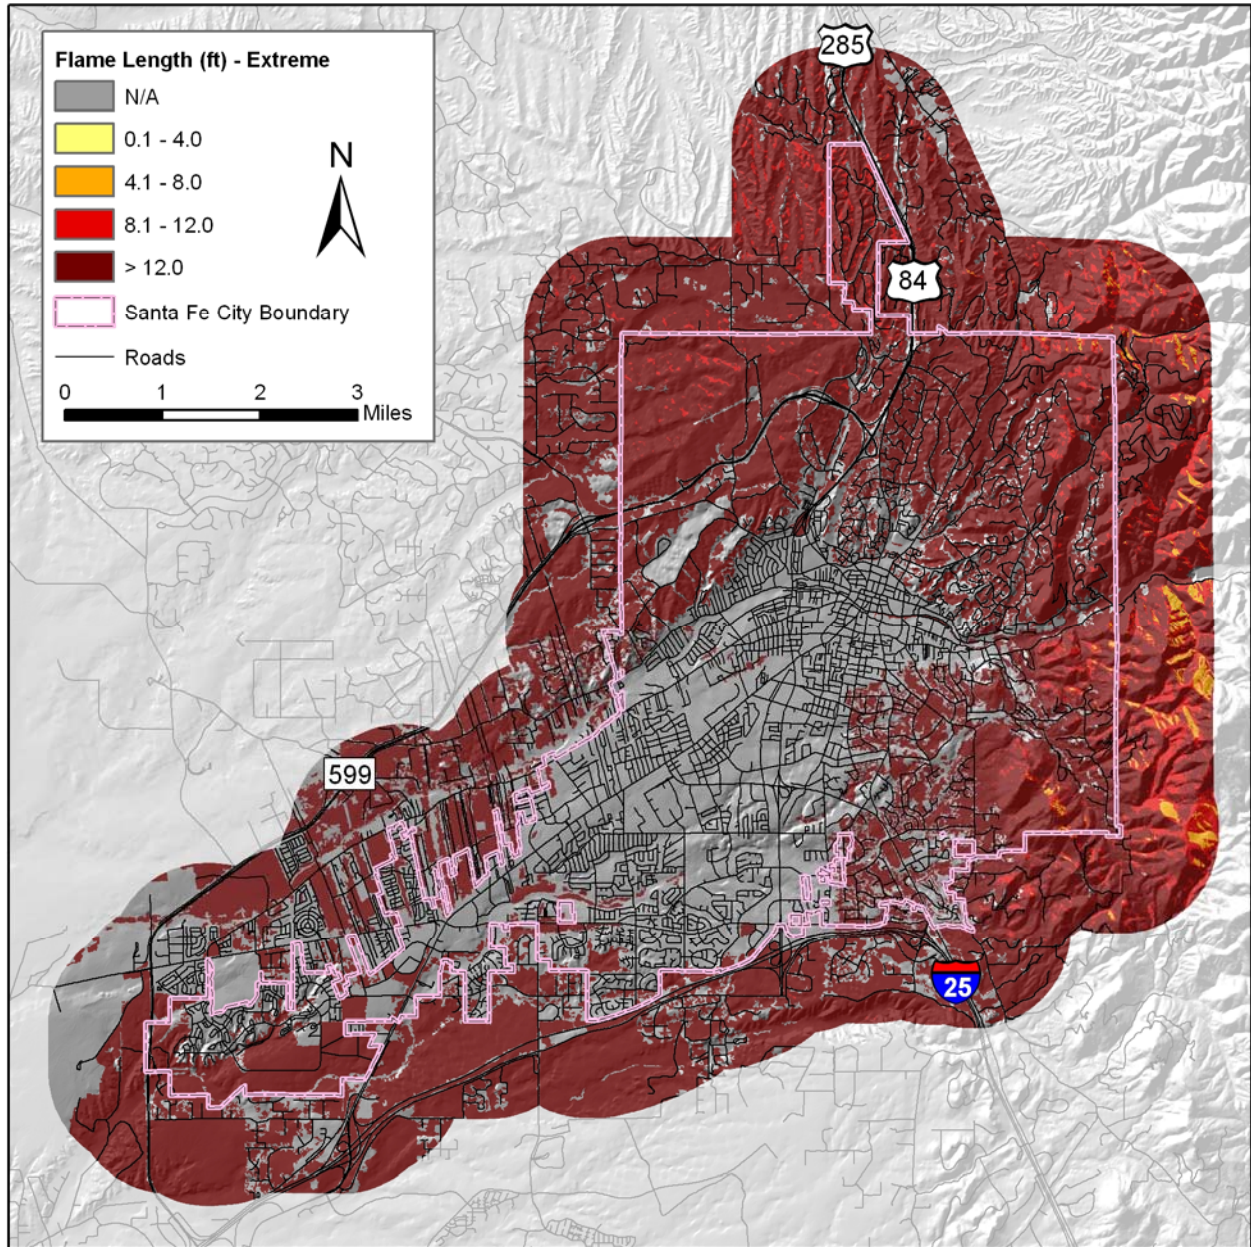 Flame Length (ft) - Extreme
N/A
0.1 - 4.0
4.1 - 8.0
8.1 - 12.0
> 12.0
Santa Fe City Boundary
Roads
0 1 2 3
Miles
N
285
84
599
25